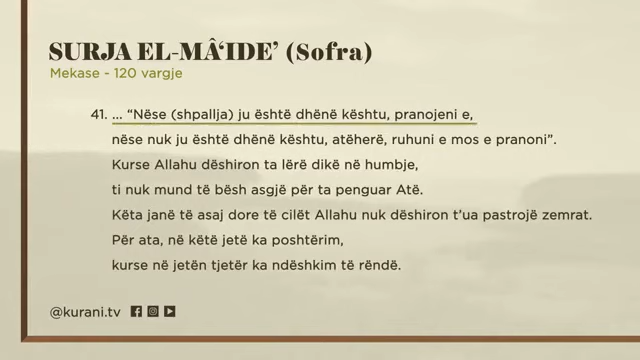 SURJA EL-MÂ‘IDE’ (Sofra)
Mekase - 120 vargje
41. ... “Nëse (shpallja) ju është dhënë kështu, pranojeni e,
nëse nuk ju është dhënë kështu, atëherë, ruhuni e mos e pranoni”.
Kurse Allahu dëshiron ta lërë dikë në humbje,
ti nuk mund të bësh asgjë për ta penguar Atë.
Këta janë të asaj dore të cilët Allahu nuk dëshiron t’ua pastrojë zemrat.
Për ata, në këtë jetë ka poshtërim,
kurse në jetën tjetër ka ndëshkim të rëndë.
@kurani.tv